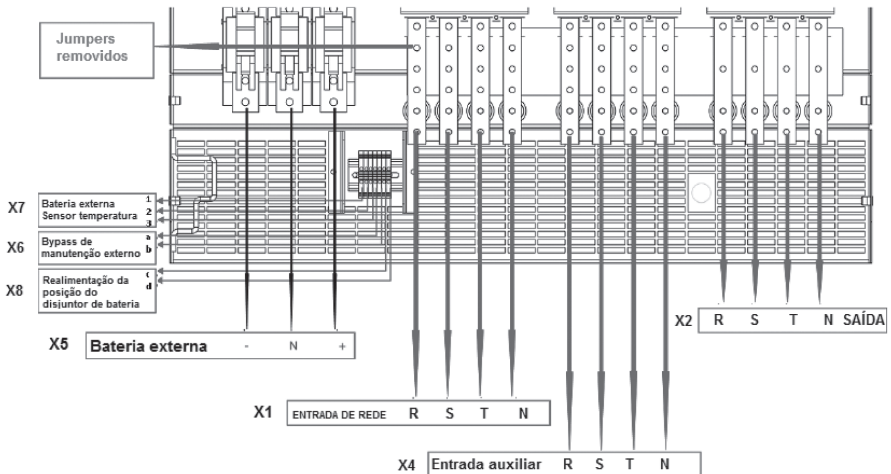 Jumpers
removidos
X7 Bateria externa 1
Sensor temperatura 2
3
X6 Bypass de a
manutenção externo b
X8 Realimentação da c
posição do d
disjuntor de bateria
X2 R S T N SAÍDA
X5 Bateria externa - N +
X1 ENTRADA DE REDE R S T N
X4 Entrada auxiliar R S T N